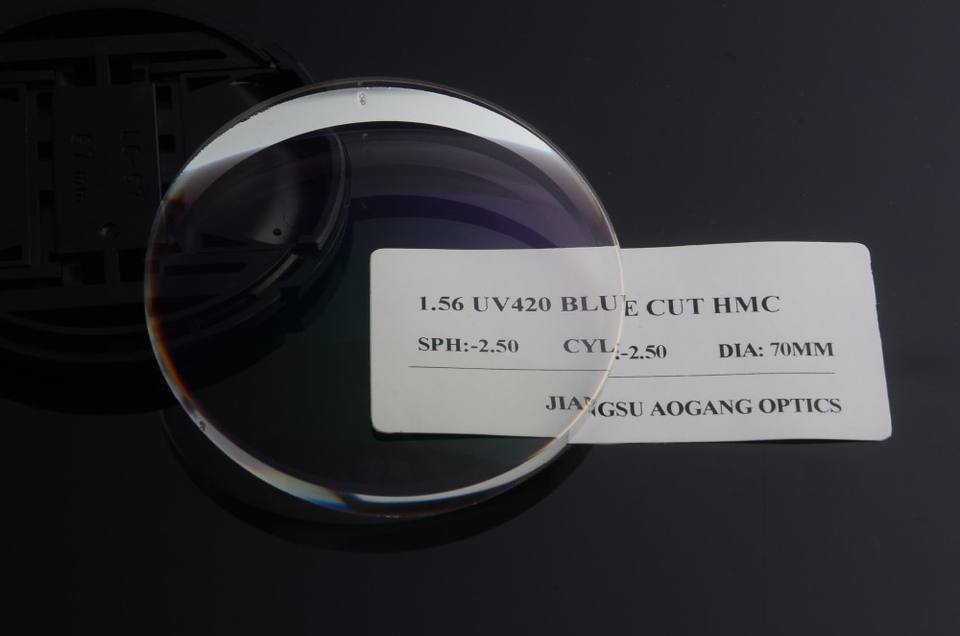 1.56 UV420 BLUE CUT HMC
SPH:-2.50 CYL:-2.50 DIA: 70MM
JIANGSU AOGANG OPTICS